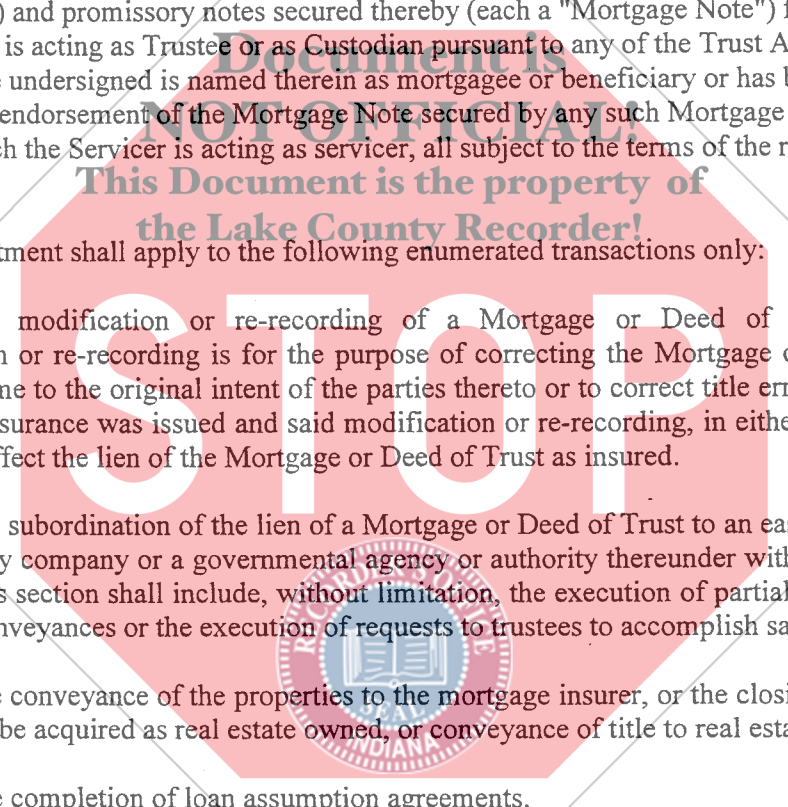 ) and promissory notes secured thereby (each a "Mortgage Note") f
is acting as Trustee or as Custodian pursuant to any of the Trust A
Document is
undersigned is named therein as mortgagee or beneficiary or has b
endorsement of the Mortgage Note secured by any such Mortgage
NOT OFFICIAL!
ch the Servicer is acting as servicer, all subject to the terms of the r
This Document is the property of
the Lake County Recorder!
tment shall apply to the following enumerated transactions only:
modification or re-recording of a Mortgage or Deed of
n or re-recording is for the purpose of correcting the Mortgage
me to the original intent of the parties thereto or to correct title err
STOP
surance was issued and said modification or re-recording, in eithe
ffect the lien of the Mortgage or Deed of Trust as insured.
subordination of the lien of a Mortgage or Deed of Trust to an eas
y company or a governmental agency or authority thereunder with
s section shall include, without limitation, the execution of partial
nveyances or the execution of requests to trustees to accomplish sa
RECORDER'S OFFICE
e conveyance of the properties to the mortgage insurer, or the closi
SEAL
be acquired as real estate owned, or conveyance of title to real esta
INDIANA
e completion of loan assumption agreements.